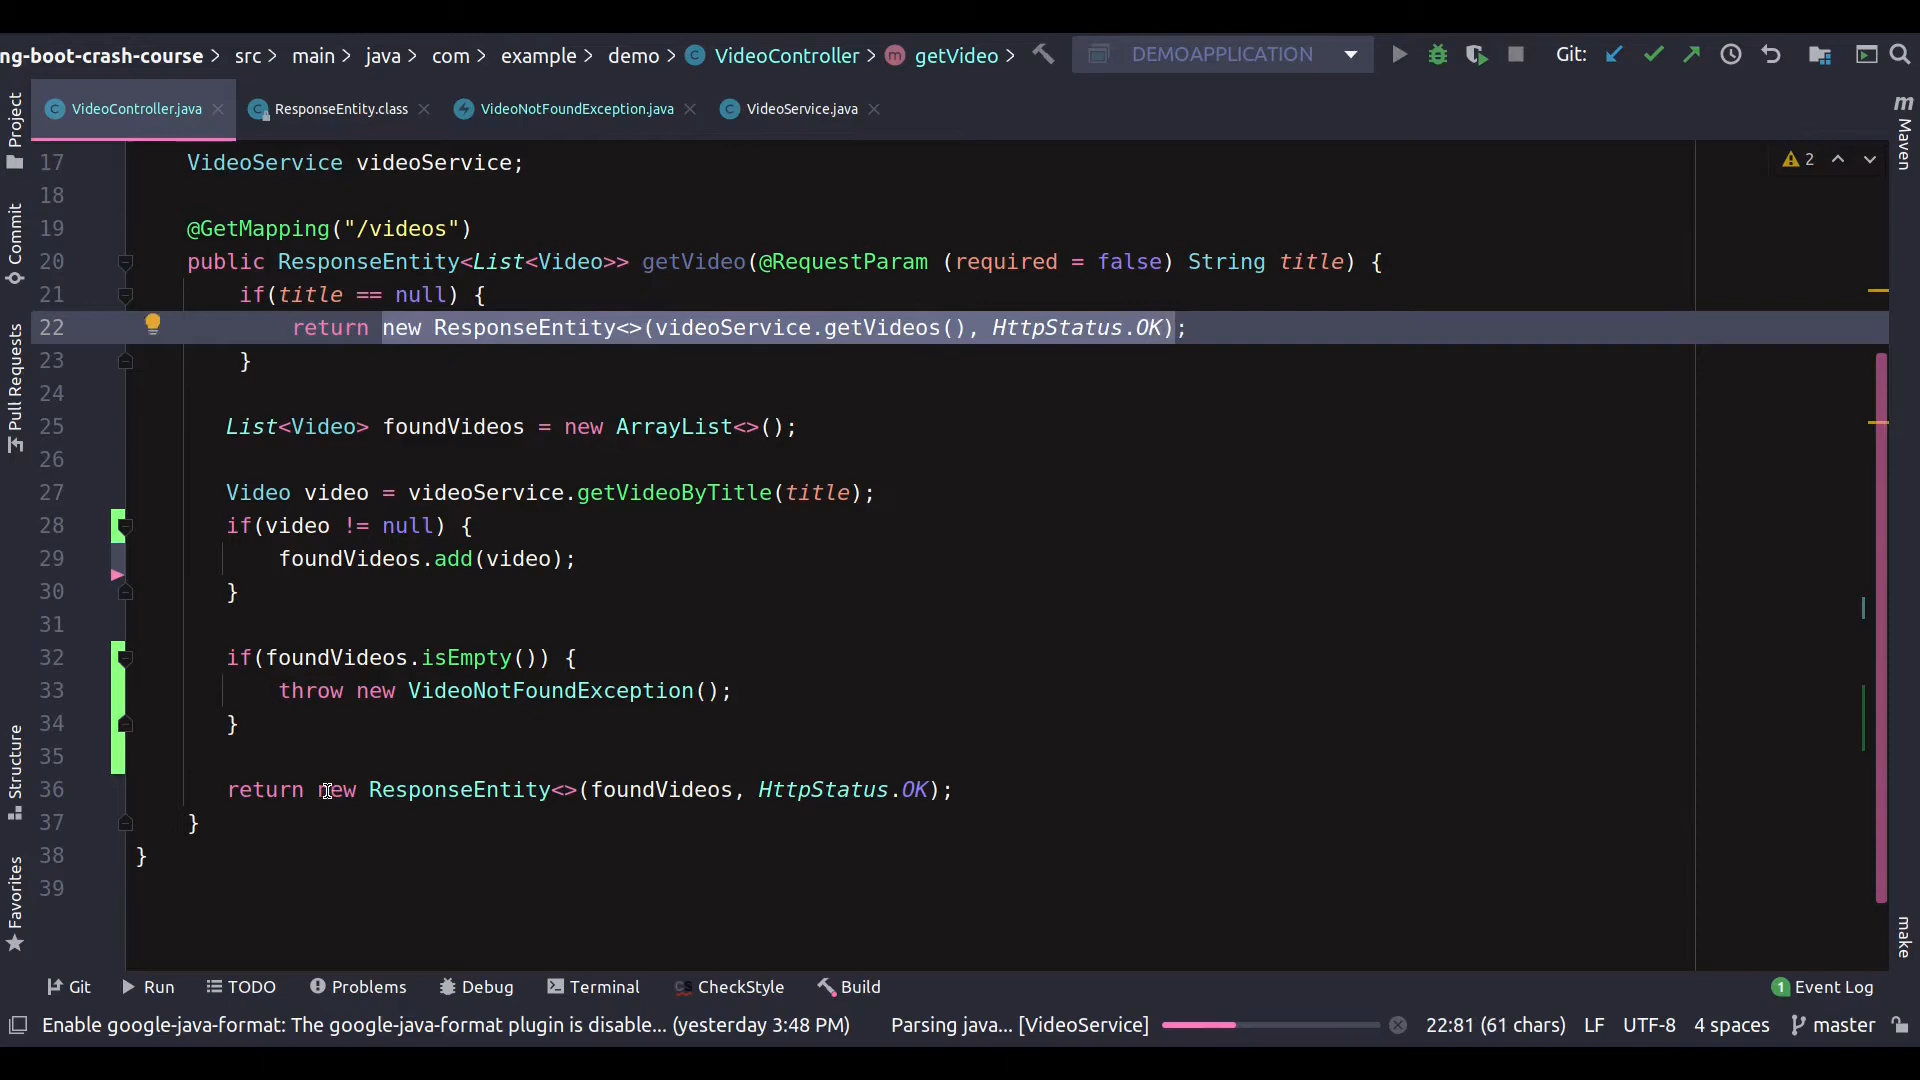 ng-boot-crash-course > src > main > java > com > example > demo > C VideoController > m getVideo > DEMOAPPLICATION Git:
C VideoController.java ResponseEntity.class VideoNotFoundException.java C VideoService.java
Project
Commit
Pull Requests
Structure
Favorites
m Maven
make
2
17 VideoService videoService;
18
19 @GetMapping("/videos")
20 public ResponseEntity<List<Video>> getVideo(@RequestParam (required = false) String title) {
21 if(title == null) {
22 return new ResponseEntity<>(videoService.getVideos(), HttpStatus.OK);
23 }
24
25 List<Video> foundVideos = new ArrayList<>();
26
27 Video video = videoService.getVideoByTitle(title);
28 if(video != null) {
29 foundVideos.add(video);
30 }
31
32 if(foundVideos.isEmpty()) {
33 throw new VideoNotFoundException();
34 }
35
36 return new ResponseEntity<>(foundVideos, HttpStatus.OK);
37 }
38 }
39
Git Run TODO Problems Debug Terminal CS CheckStyle Build 1 Event Log
Enable google-java-format: The google-java-format plugin is disable... (yesterday 3:48 PM) Parsing java... [VideoService] 22:81 (61 chars) LF UTF-8 4 spaces master